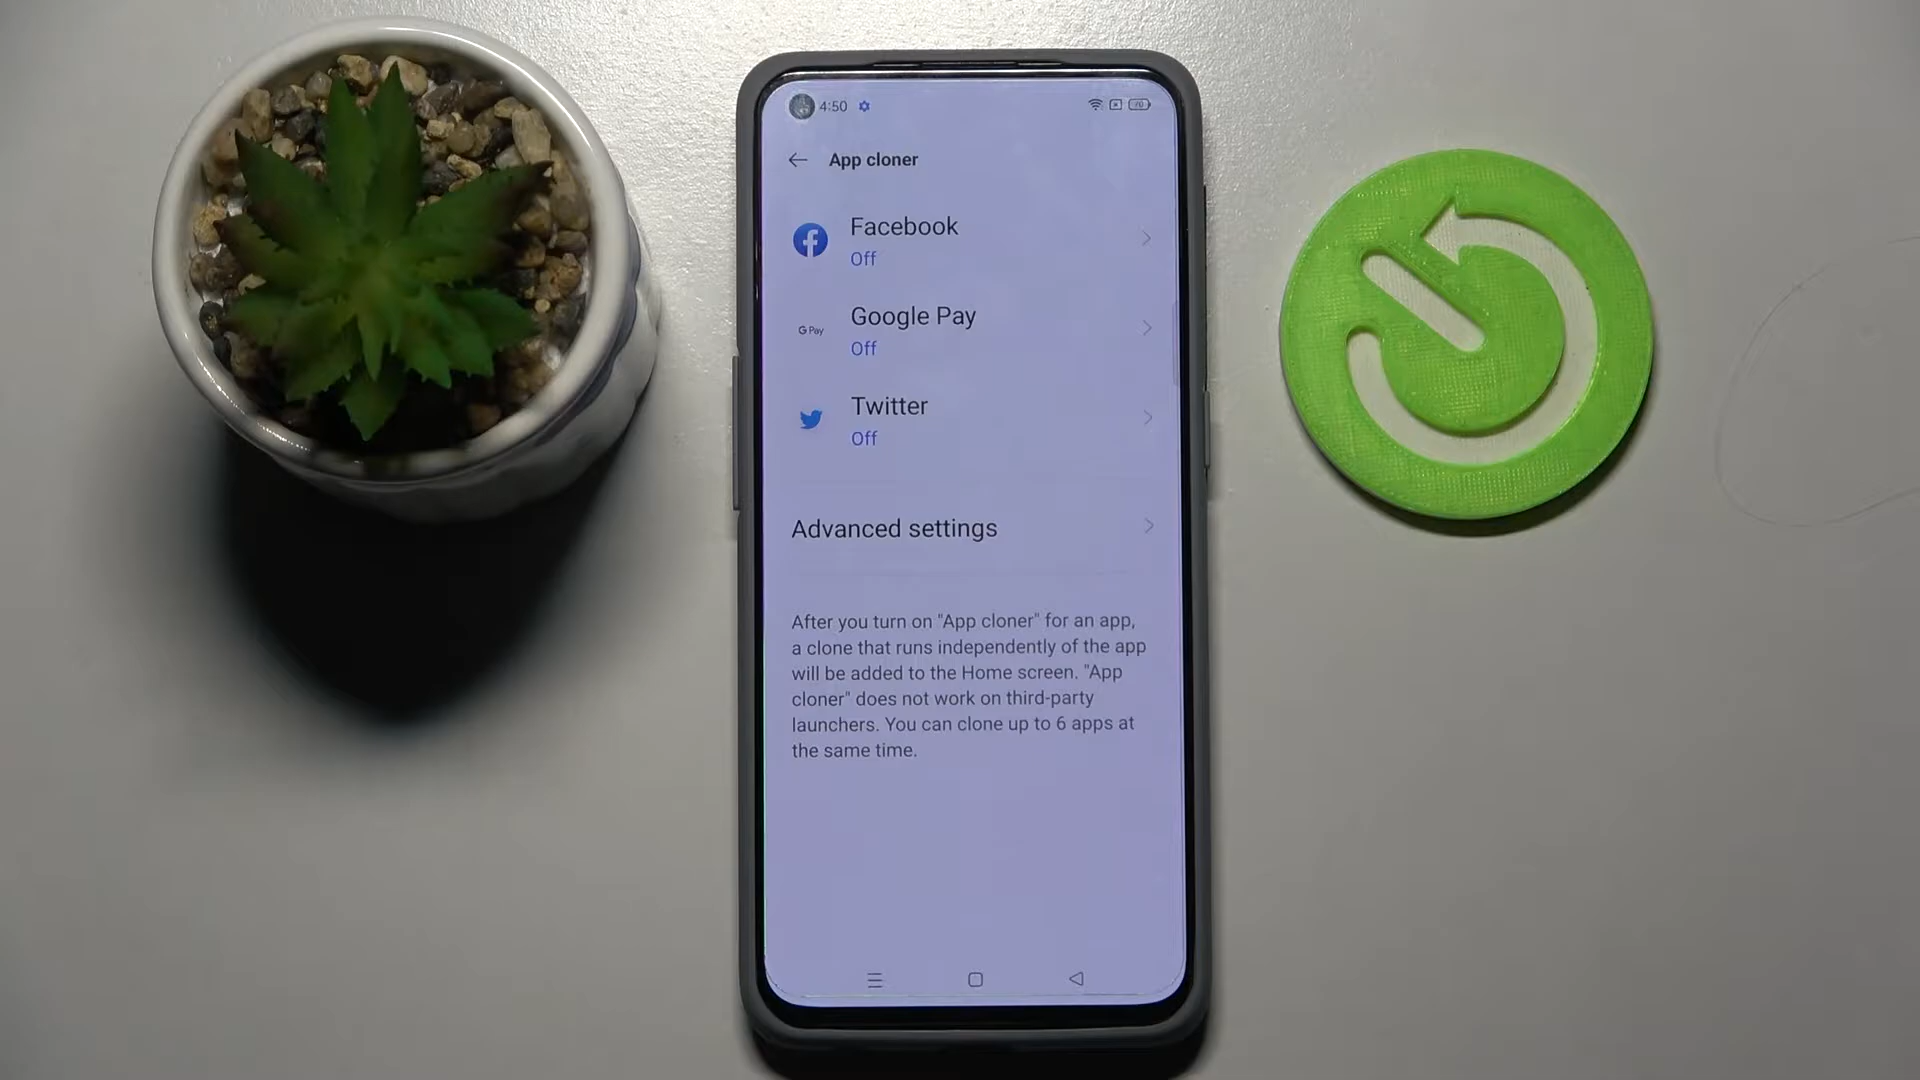 4:50
70
App cloner
Facebook
Off
G Pay
Google Pay
Off
Twitter
Off
Advanced settings
After you turn on "App cloner" for an app,
a clone that runs independently of the app
will be added to the Home screen. "App
cloner" does not work on third-party
launchers. You can clone up to 6 apps at
the same time.